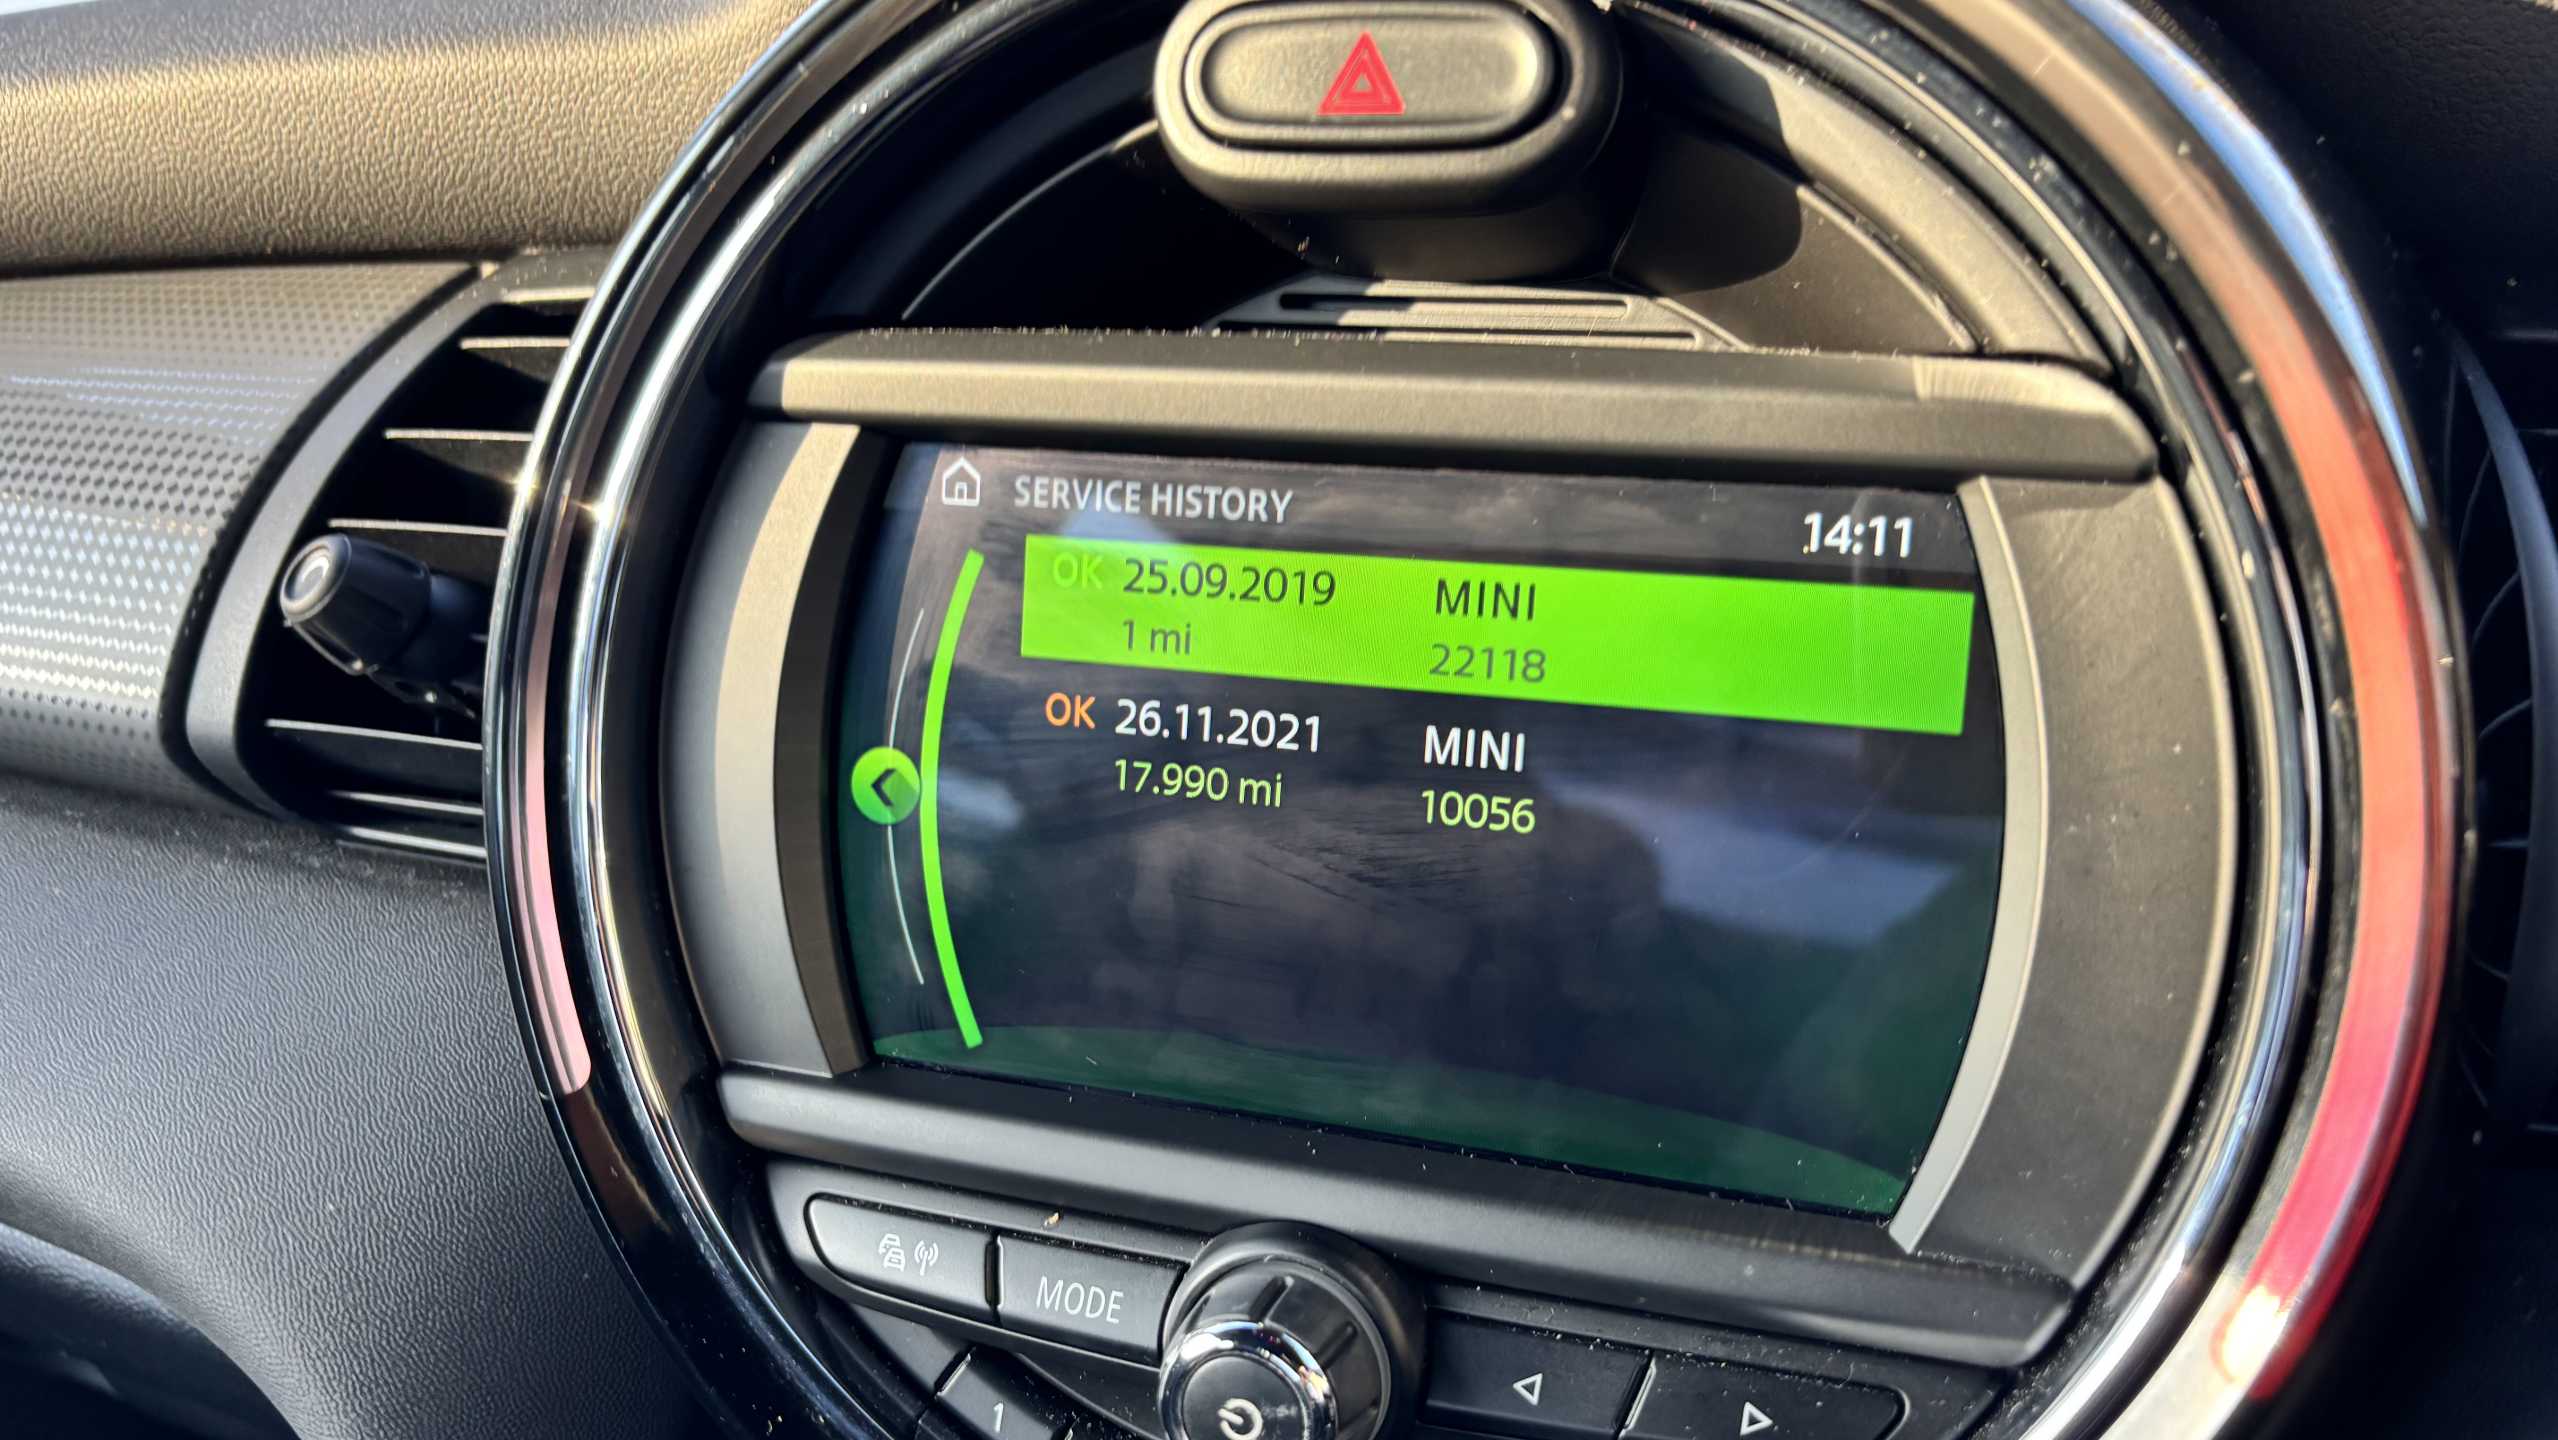 SERVICE HISTORY
14:11
OK 25.09.2019 MINI
1 mi 22118
OK 26.11.2021 MINI
17.990 mi 10056
MODE
1